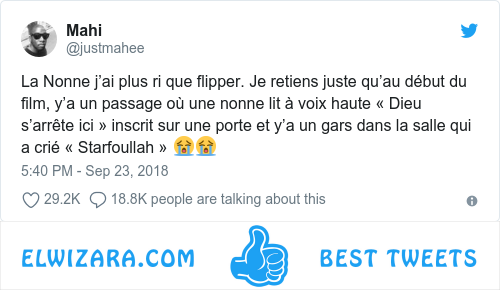 Mahi
@justmahee
La Nonne j’ai plus ri que flipper. Je retiens juste qu’au début du
film, y’a un passage où une nonne lit à voix haute « Dieu
s’arrête ici » inscrit sur une porte et y’a un gars dans la salle qui
a crié « Starfoullah » 😭😭
5:40 PM - Sep 23, 2018
29.2K 18.8K people are talking about this
ELWIZARA.COM BEST TWEETS